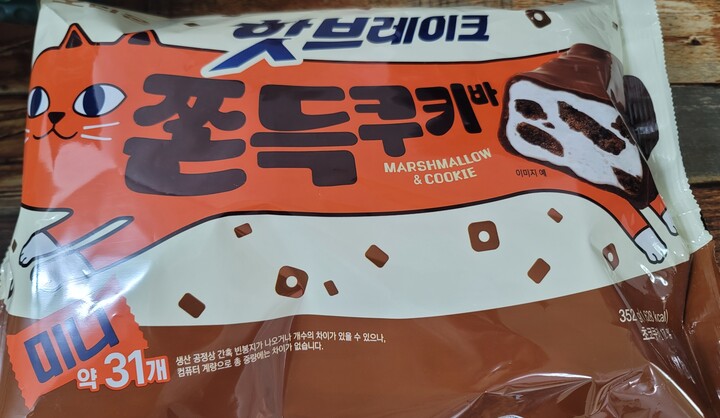 핫브레이크
쫀득쿠키바
MARSHMALLOW
& COOKIE
이미지 예
미니
약 31개
생산 공정상 간혹 빈봉지가 나오거나 개수의 차이가 있을 수 있으나,
컴퓨터 계량으로 총 중량에는 차이가 없습니다.
352 kcal)